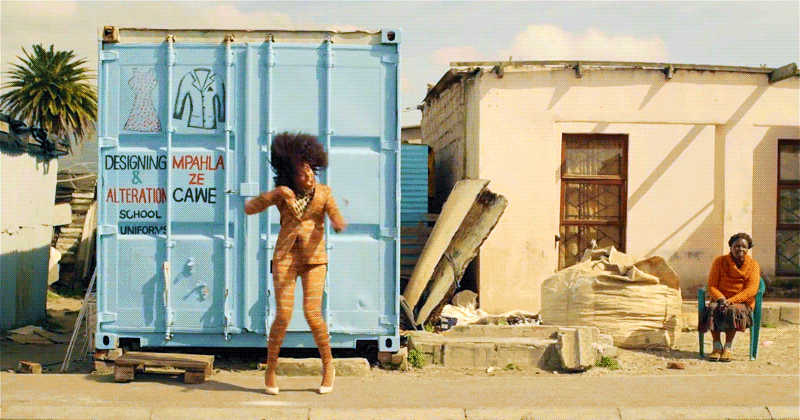 DESIGNING
&
ALTERATION
SCHOOL
UNIFORMS
MPAHLA
ZE
CAWE